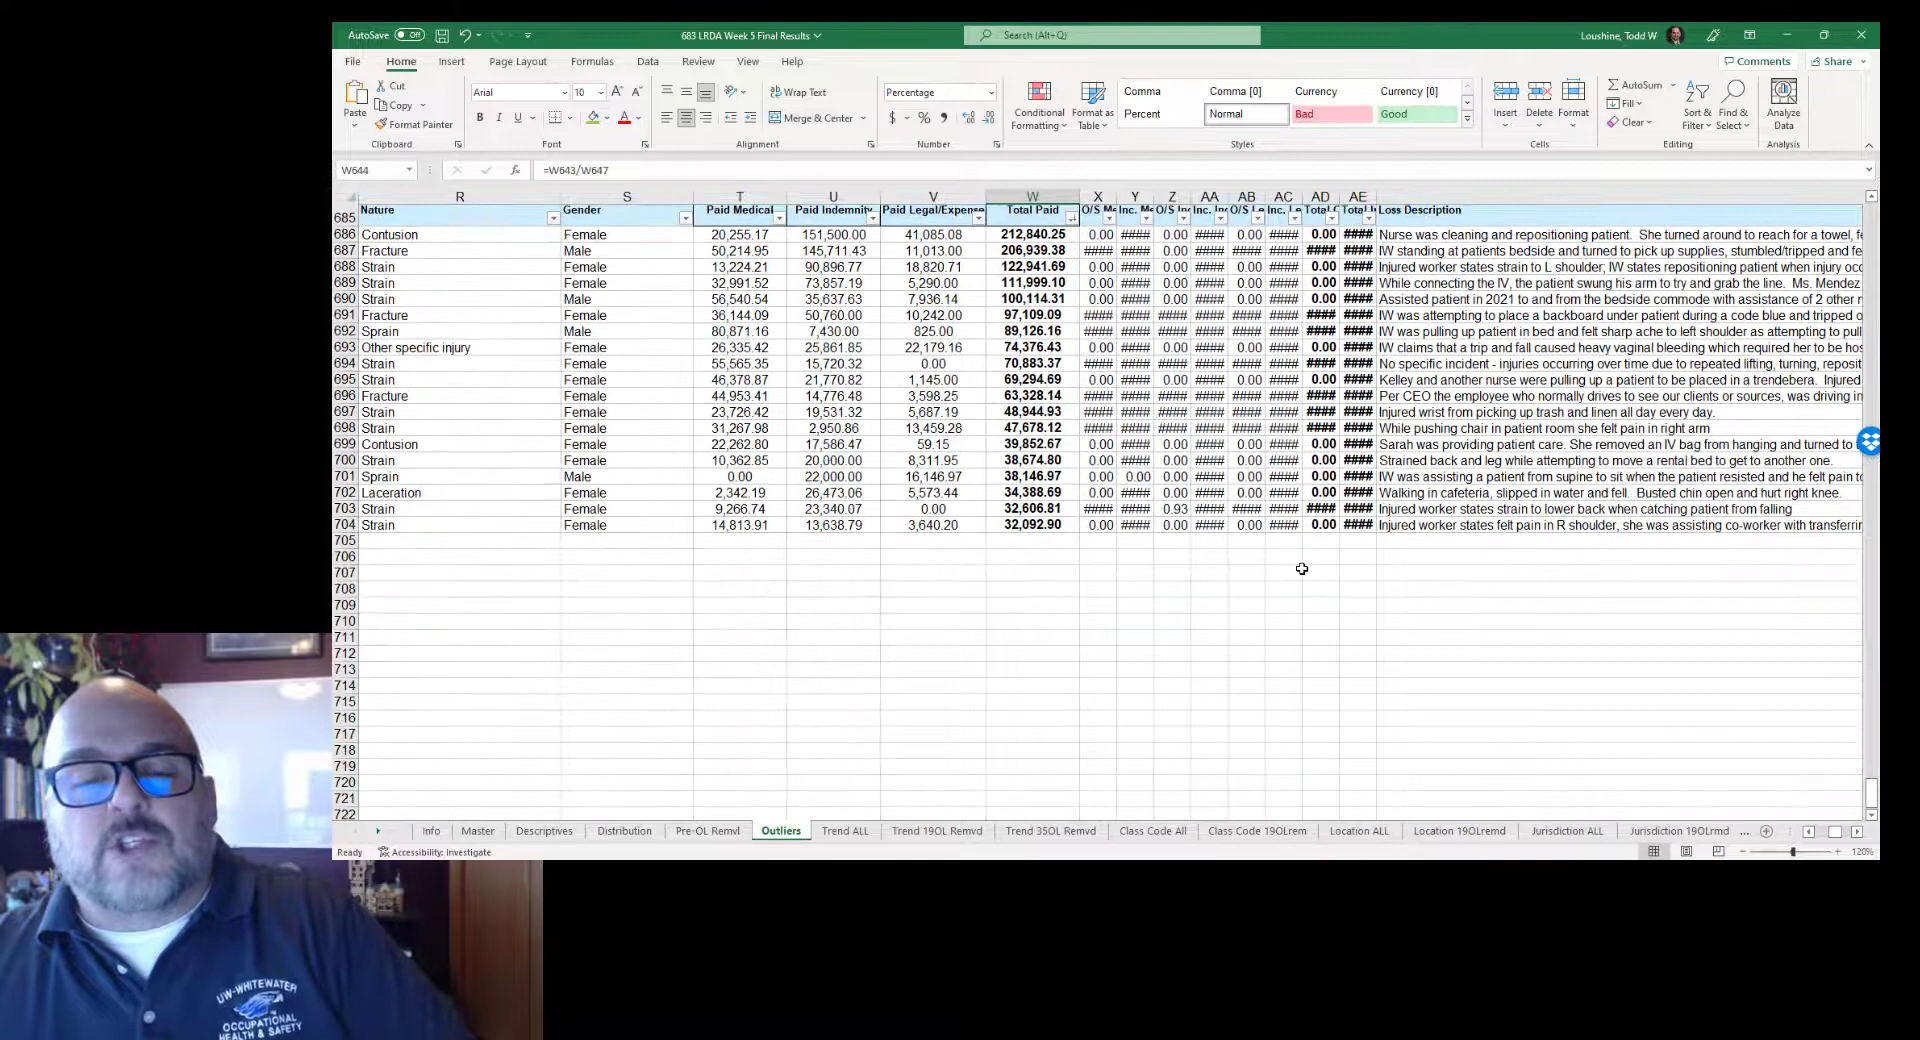 AutoSave Off 683 LRDA Week 5 Final Results Search (Alt+Q) Loushine, Todd W
File Home Insert Page Layout Formulas Data Review View Help Comments Share
Cut
Copy
Format Painter
Paste
Arial 10
B I U
Wrap Text
Merge & Center
Percentage
$ % 9
Conditional Formatting
Format as Table
Comma Comma [0] Currency Currency [0]
Percent Normal Bad Good
Insert Delete Format
AutoSum
Fill
Clear
Sort & Filter
Find & Select
Analyze Data
Clipboard Font Alignment Number Styles Cells Editing Analysis
W644 fx =W643/W647
R S T U V W X Y Z AA AB AC AD AE
685 Nature Gender Paid Medical Paid Indemnity Paid Legal/Expense Total Paid O/S Me Inc. Me O/S Inc Inc. Inc O/S Le Inc. Le Total O Total I Loss Description
686 Contusion Female 20,255.17 151,500.00 41,085.08 212,840.25 0.00 #### 0.00 #### 0.00 #### 0.00 #### Nurse was cleaning and repositioning patient. She turned around to reach for a towel, fe
687 Fracture Male 50,214.95 145,711.43 11,013.00 206,939.38 #### #### #### #### #### #### #### #### IW standing at patients bedside and turned to pick up supplies, stumbled/tripped and fe
688 Strain Female 13,224.21 90,896.77 18,820.71 122,941.69 0.00 #### 0.00 #### 0.00 #### 0.00 #### Injured worker states strain to L shoulder; IW states repositioning patient when injury occ
689 Strain Female 32,991.52 73,857.19 5,290.00 111,999.10 0.00 #### 0.00 #### 0.00 #### 0.00 #### While connecting the IV, the patient swung his arm to try and grab the line. Ms. Mendez
690 Strain Male 56,540.54 35,637.63 7,936.14 100,114.31 0.00 #### 0.00 #### 0.00 #### 0.00 #### Assisted patient in 2021 to and from the bedside commode with assistance of 2 other n
691 Fracture Female 36,144.09 50,760.00 10,242.00 97,109.09 #### #### #### #### #### #### #### #### IW was attempting to place a backboard under patient during a code blue and tripped o
692 Sprain Male 80,871.16 7,430.00 825.00 89,126.16 #### #### #### #### #### #### #### #### IW was pulling up patient in bed and felt sharp ache to left shoulder as attempting to pull
693 Other specific injury Female 26,335.42 25,861.85 22,179.16 74,376.43 0.00 #### 0.00 #### 0.00 #### 0.00 #### IW claims that a trip and fall caused heavy vaginal bleeding which required her to be hos
694 Strain Female 55,565.35 15,720.32 0.00 70,883.37 #### #### #### #### #### #### #### #### No specific incident - injuries occurring over time due to repeated lifting, turning, reposit
695 Strain Female 46,378.87 21,770.82 1,145.00 69,294.69 0.00 #### 0.00 #### 0.00 #### 0.00 #### Kelley and another nurse were pulling up a patient to be placed in a trendebera. Injured
696 Fracture Female 44,953.41 14,776.48 3,598.25 63,328.14 #### #### #### #### #### #### #### #### Per CEO the employee who normally drives to see our clients or sources, was driving in
697 Strain Female 23,726.42 19,531.32 5,687.19 48,944.93 #### #### #### #### #### #### #### #### Injured wrist from picking up trash and linen all day every day.
698 Strain Female 31,267.98 2,950.86 13,459.28 47,678.12 #### #### #### #### #### #### #### #### While pushing chair in patient room she felt pain in right arm
699 Contusion Female 22,262.80 17,586.47 59.15 39,852.67 0.00 #### 0.00 #### 0.00 #### 0.00 #### Sarah was providing patient care. She removed an IV bag from hanging and turned to
700 Strain Female 10,362.85 20,000.00 8,311.95 38,674.80 0.00 #### 0.00 #### 0.00 #### 0.00 #### Strained back and leg while attempting to move a rental bed to get to another one.
701 Sprain Male 0.00 22,000.00 16,146.97 38,146.97 0.00 0.00 0.00 #### 0.00 #### 0.00 #### IW was assisting a patient from supine to sit when the patient resisted and he felt pain to
702 Laceration Female 2,342.19 26,473.06 5,573.44 34,388.69 0.00 #### 0.00 #### 0.00 #### 0.00 #### Walking in cafeteria, slipped in water and fell. Busted chin open and hurt right knee.
703 Strain Female 9,266.74 23,340.07 0.00 32,606.81 #### #### 0.93 #### #### #### #### #### Injured worker states strain to lower back when catching patient from falling
704 Strain Female 14,813.91 13,638.79 3,640.20 32,092.90 0.00 #### 0.00 #### 0.00 #### 0.00 #### Injured worker states felt pain in R shoulder, she was assisting co-worker with transferrin
705
706
707
708
709
710
711
712
713
714
715
716
717
718
719
720
721
722
Info Master Descriptives Distribution Pre-OL Remvl Outliers Trend ALL Trend 19OL Remvd Trend 35OL Remvd Class Code All Class Code 19OLrem Location ALL Location 19OLremd Jurisdiction ALL Jurisdiction 19OLrmd ...
Ready Accessibility: Investigate 120%
UW-WHITEWATER
OCCUPATIONAL
HEALTH & SAFETY